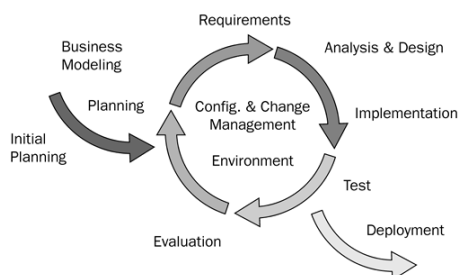 Requirements
Business
Modeling
Analysis & Design
Planning
Config. & Change
Management
Implementation
Initial
Planning
Environment
Test
Deployment
Evaluation